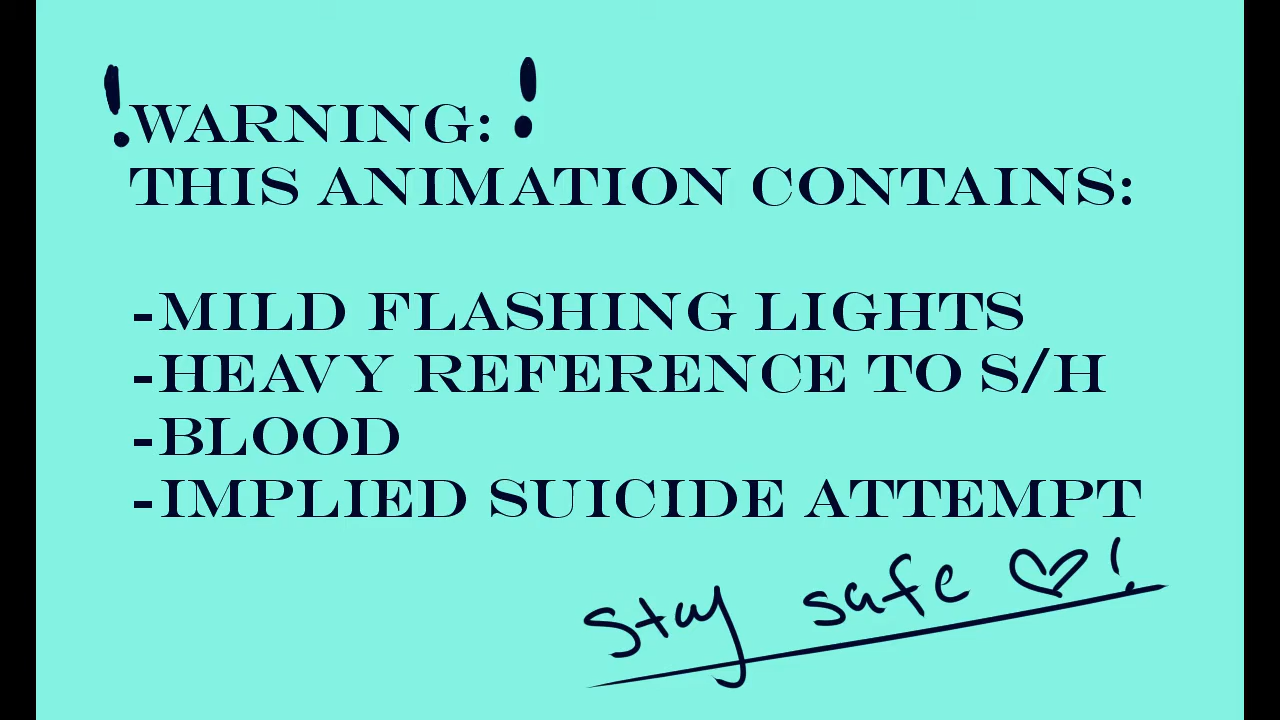 !WARNING:!
THIS ANIMATION CONTAINS:
-MILD FLASHING LIGHTS
-HEAVY REFERENCE TO S/H
-BLOOD
-IMPLIED SUICIDE ATTEMPT
Stay safe ♡!